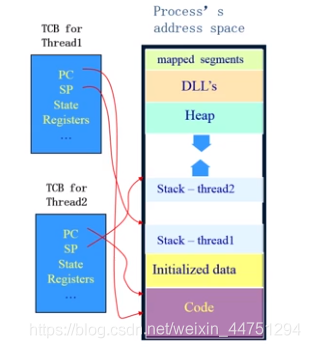 Process's
address space
TCB for
Thread1
PC
SP
State
Registers
...
TCB for
Thread2
PC
SP
State
Registers
...
mapped segments
DLL's
Heap
Stack – thread2
Stack – thread1
Initialized data
Code
https://blog.csdn.net/weixin_44751294